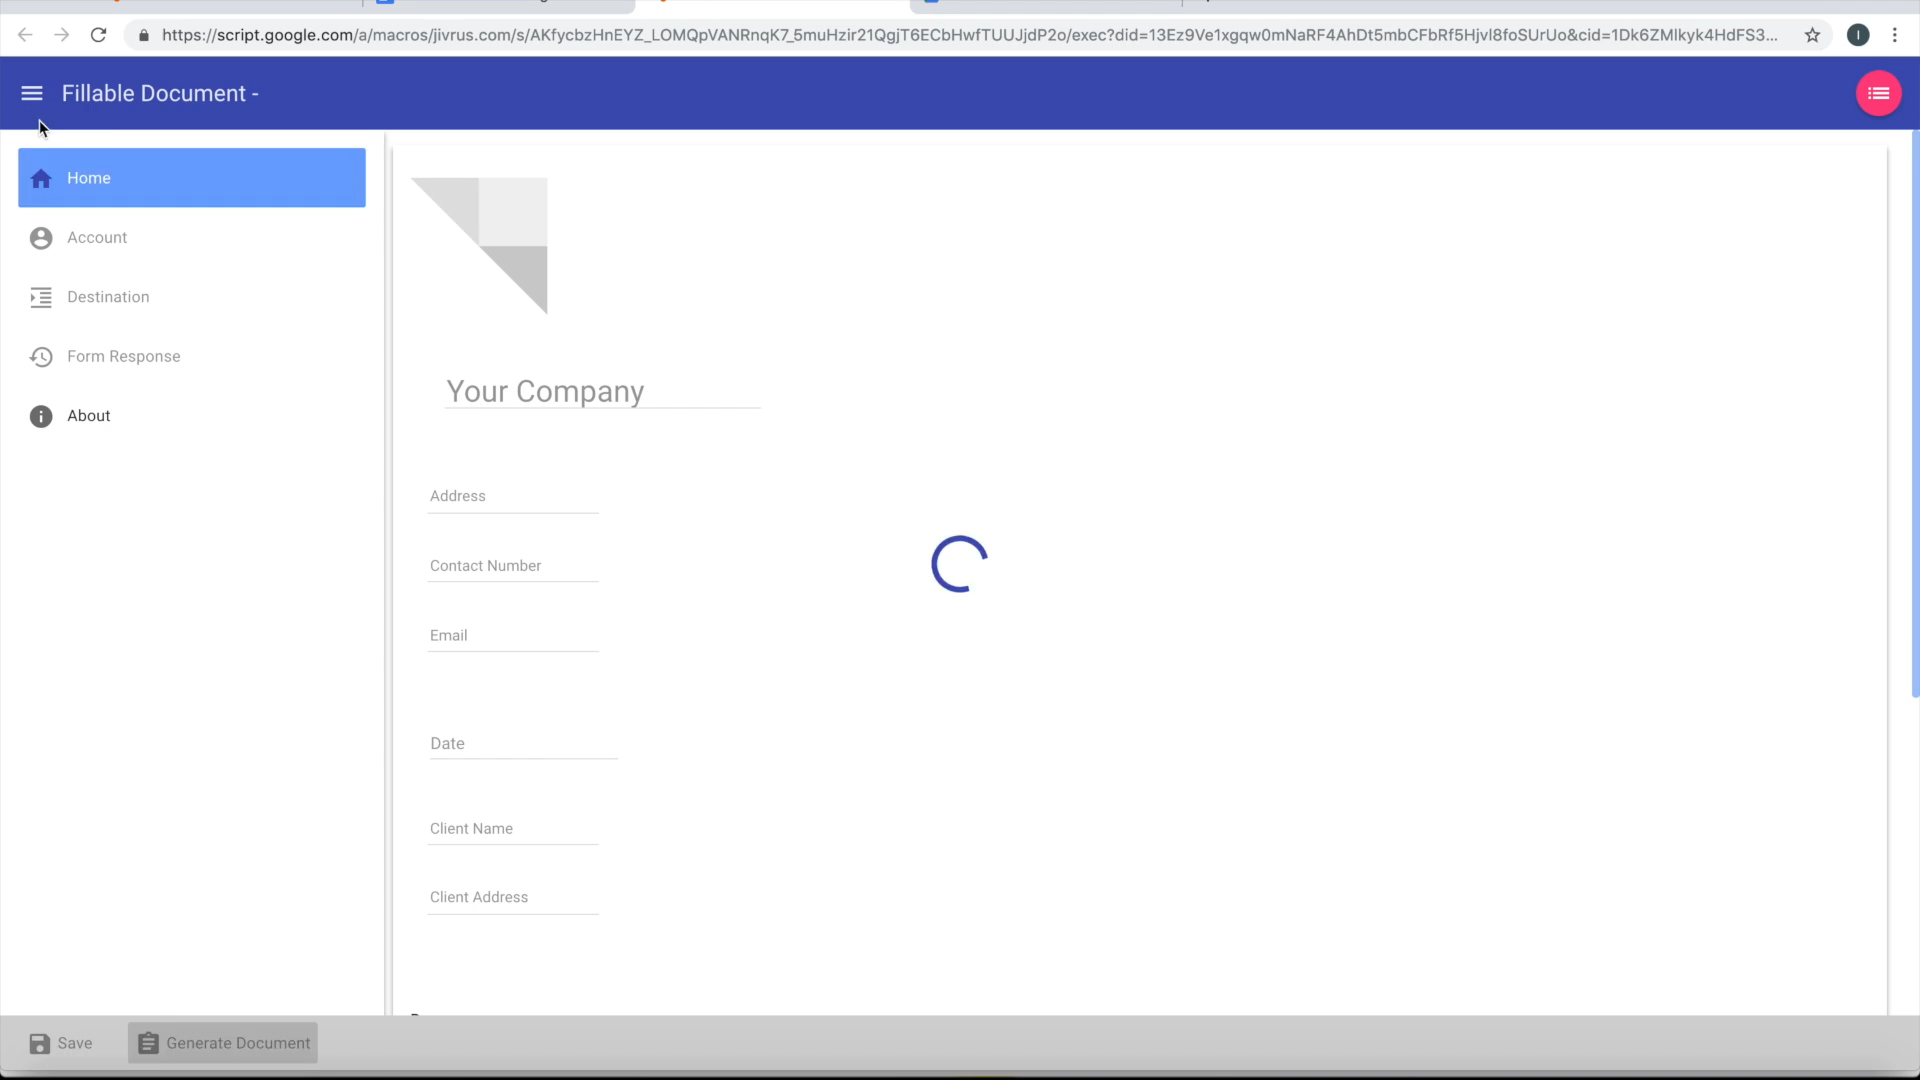 https://script.google.com/a/macros/jivrus.com/s/AKfycbzHnEYZ_LOMQpVANRnqK7_5muHzir21QgjT6ECbHwfTUUJjdP2o/exec?did=13Ez9Ve1xgqw0mNaRF4AhDt5mbCFbRf5Hjvl8foSUrUo&cid=1Dk6ZMlkyk4HdFS3...
I
Fillable Document -
Home
Account
Destination
Form Response
About
Your Company
Address
Contact Number
Email
Date
Client Name
Client Address
Save
Generate Document